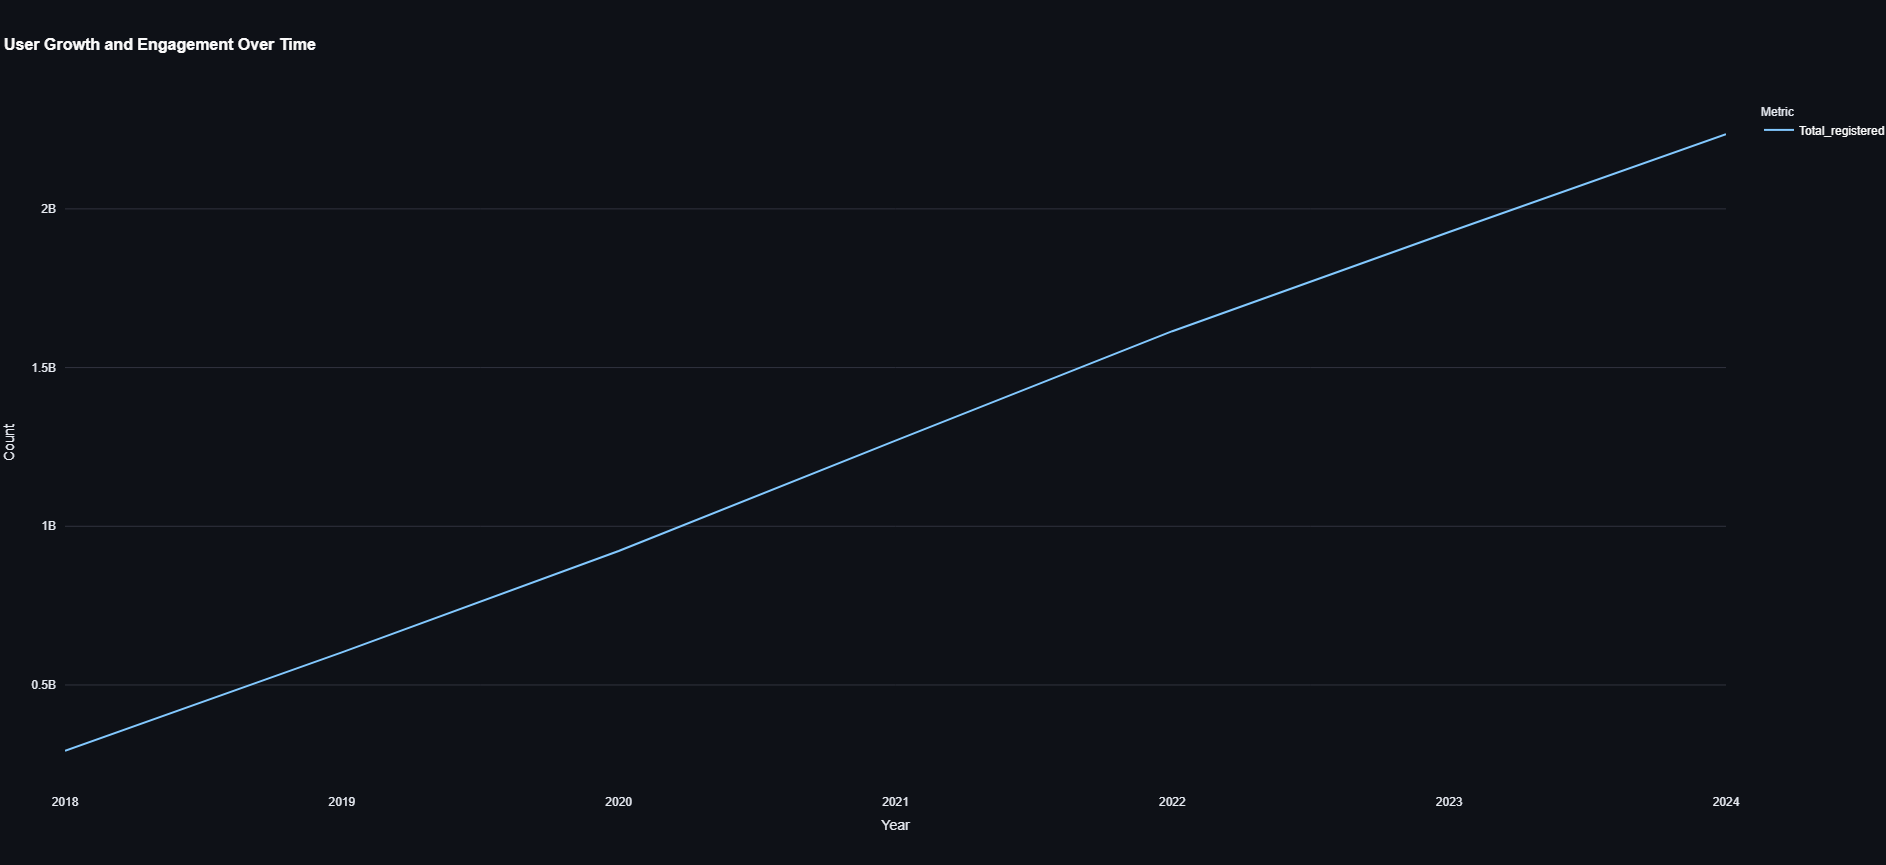 User Growth and Engagement Over Time
Metric
Total_registered
2B
1.5B
1B
0.5B
Count
2018
2019
2020
2021
2022
2023
2024
Year